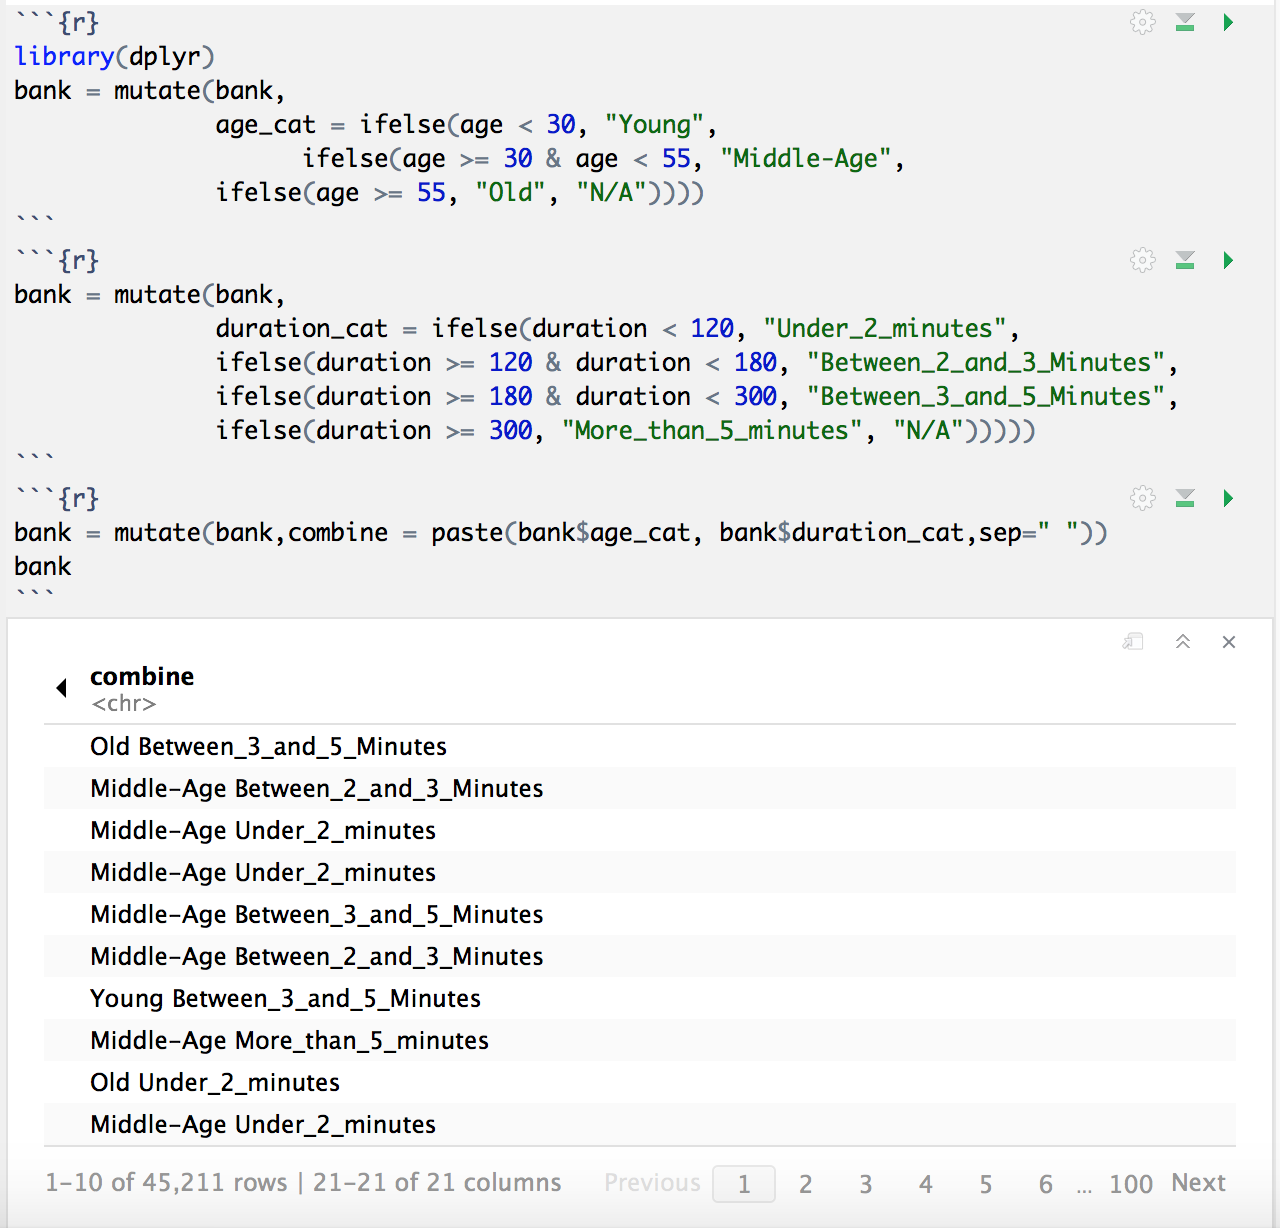 ```{r}
library(dplyr)
bank = mutate(bank,
              age_cat = ifelse(age < 30, "Young",
                    ifelse(age >= 30 & age < 55, "Middle-Age",
              ifelse(age >= 55, "Old", "N/A"))))
```
```{r}
bank = mutate(bank,
              duration_cat = ifelse(duration < 120, "Under_2_minutes",
              ifelse(duration >= 120 & duration < 180, "Between_2_and_3_Minutes",
              ifelse(duration >= 180 & duration < 300, "Between_3_and_5_Minutes",
              ifelse(duration >= 300, "More_than_5_minutes", "N/A")))))
```
```{r}
bank = mutate(bank,combine = paste(bank$age_cat, bank$duration_cat,sep=" "))
bank
```
combine
<chr>
Old Between_3_and_5_Minutes
Middle-Age Between_2_and_3_Minutes
Middle-Age Under_2_minutes
Middle-Age Under_2_minutes
Middle-Age Between_3_and_5_Minutes
Middle-Age Between_2_and_3_Minutes
Young Between_3_and_5_Minutes
Middle-Age More_than_5_minutes
Old Under_2_minutes
Middle-Age Under_2_minutes
1-10 of 45,211 rows | 21-21 of 21 columns Previous 1 2 3 4 5 6 ... 100 Next